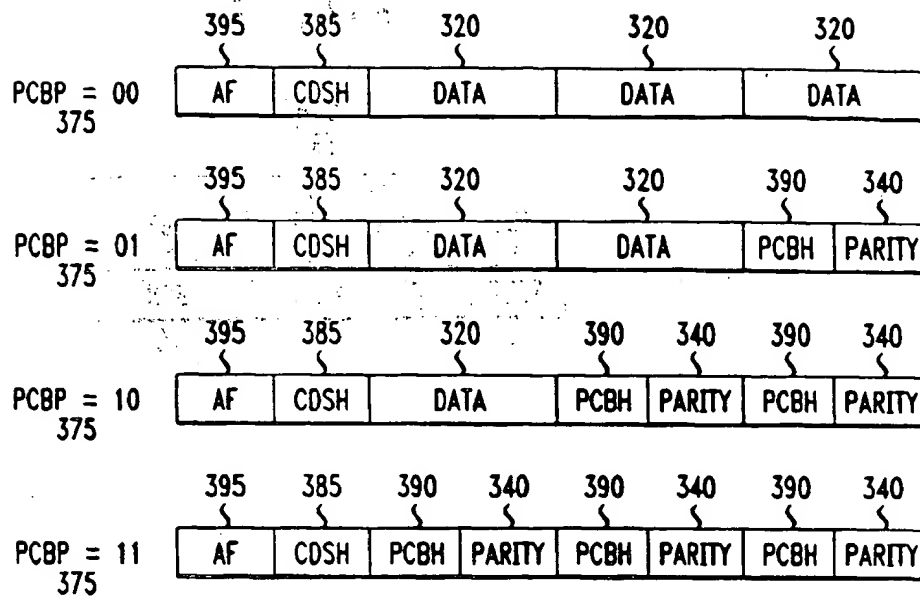 395 385 320 320 320
PCBP = 00 AF CDSH DATA DATA DATA
375
395 385 320 320 390 340
PCBP = 01 AF CDSH DATA DATA PCBH PARITY
375
395 385 320 390 340 390 340
PCBP = 10 AF CDSH DATA PCBH PARITY PCBH PARITY
375
395 385 390 340 390 340 390 340
PCBP = 11 AF CDSH PCBH PARITY PCBH PARITY PCBH PARITY
375